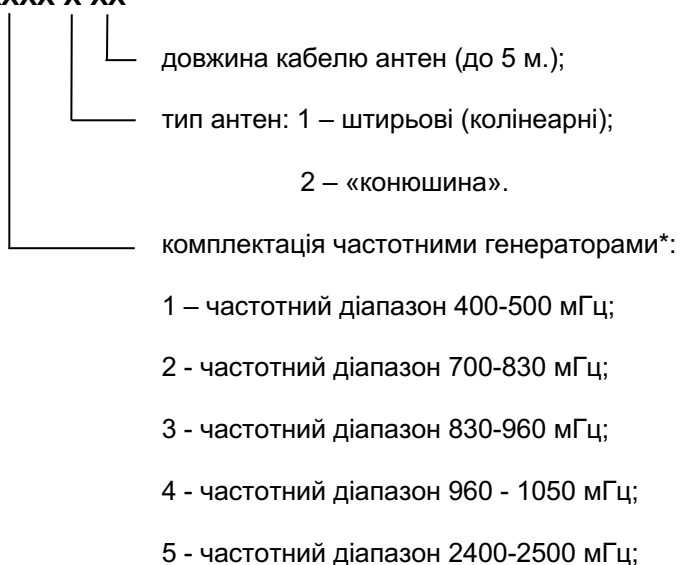 довжина кабелю антен (до 5 м.);
тип антен: 1 – штирьові (колінеарні);
2 – «конюшина».
комплектація частотними генераторами*:
1 – частотний діапазон 400-500 мГц;
2 - частотний діапазон 700-830 мГц;
3 - частотний діапазон 830-960 мГц;
4 - частотний діапазон 960 - 1050 мГц;
5 - частотний діапазон 2400-2500 мГц;